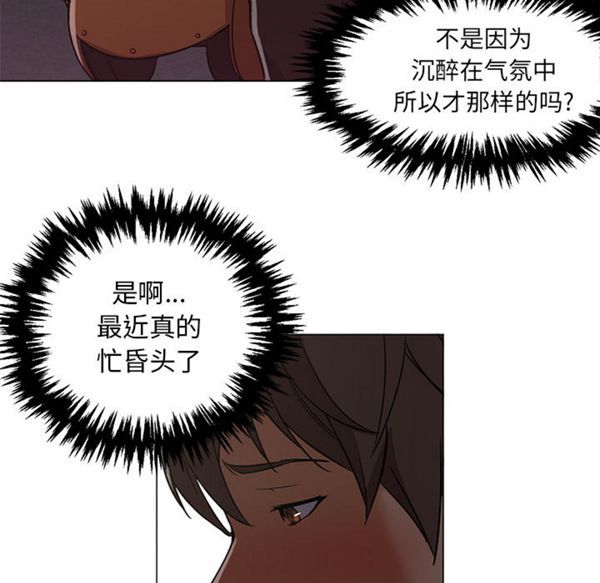 不是因为
沉醉在气氛中
所以才那样的吗?
是啊...
最近真的
忙昏头了